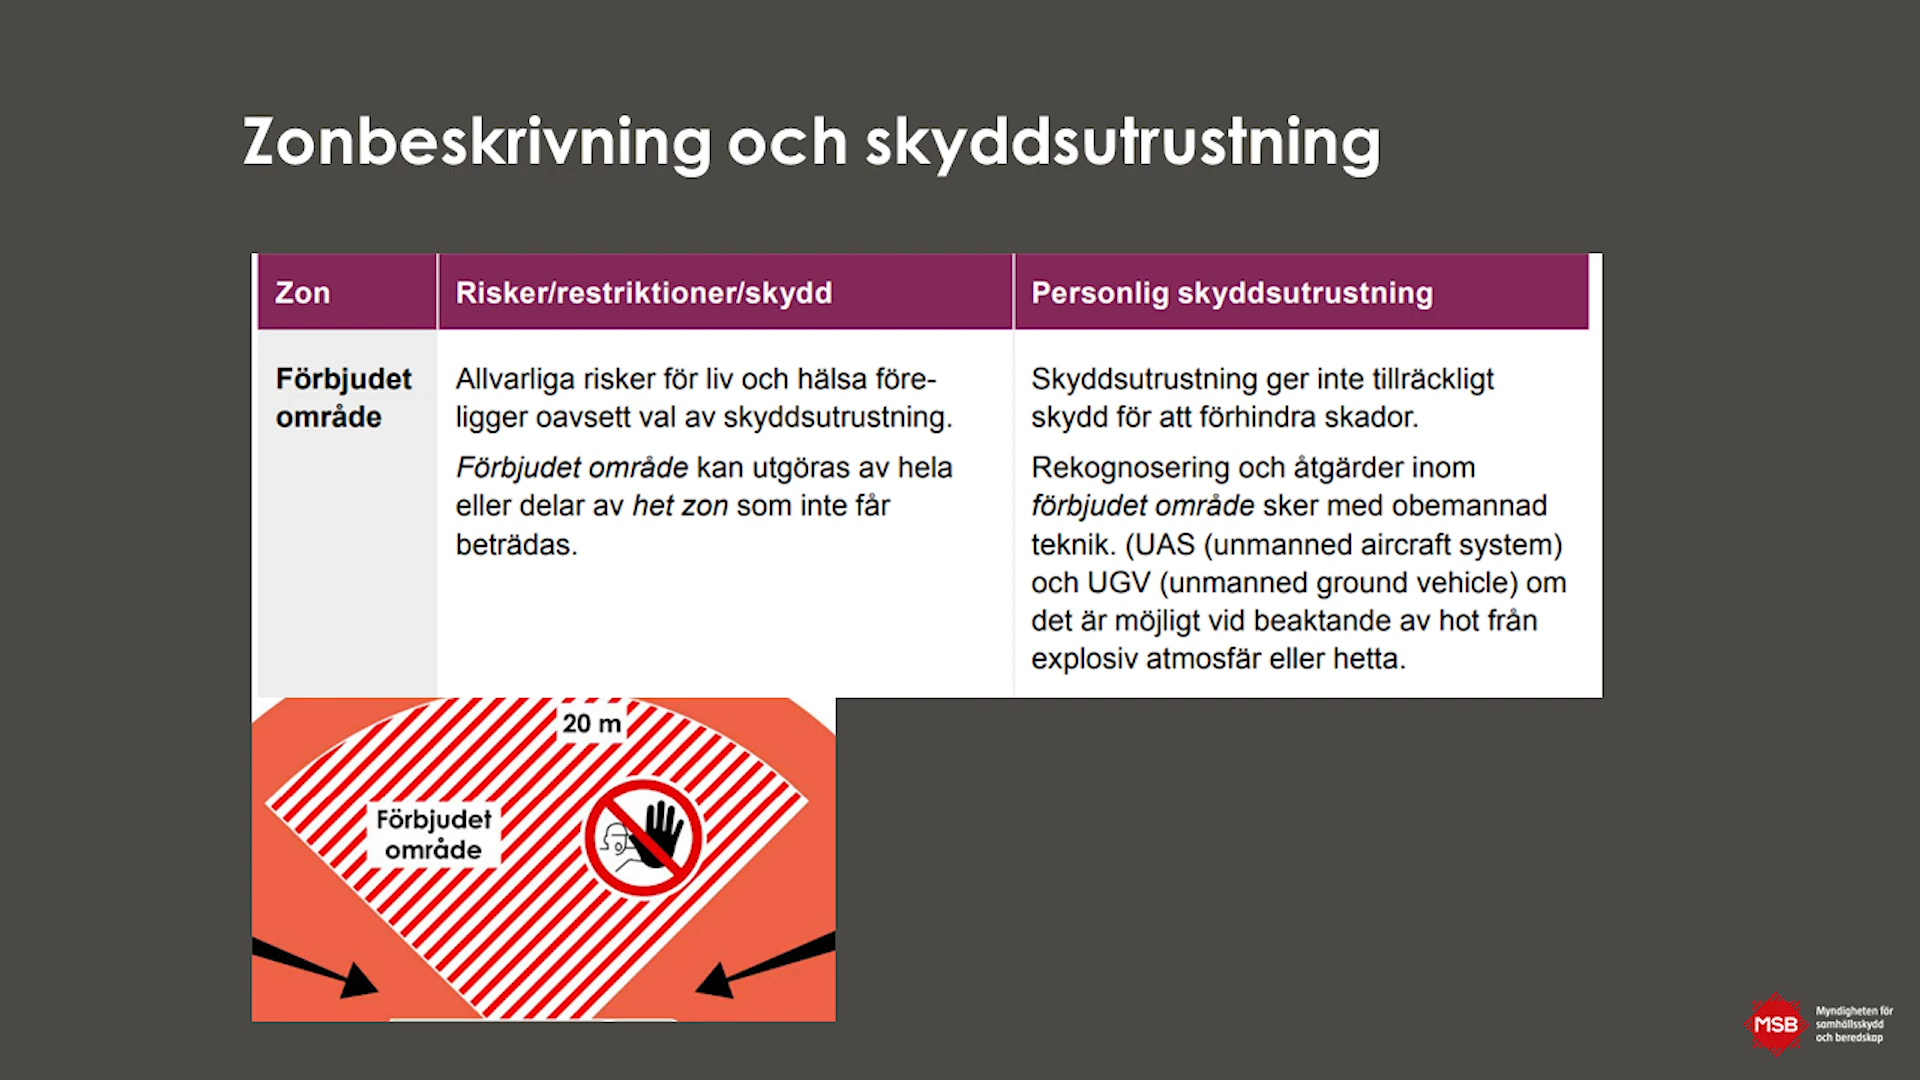 Zonbeskrivning och skyddsutrustning
Zon
Risker/restriktioner/skydd
Personlig skyddsutrustning
Förbjudet
område
Allvarliga risker för liv och hälsa före-
ligger oavsett val av skyddsutrustning.
Förbjudet område kan utgöras av hela
eller delar av het zon som inte får
beträdas.
Skyddsutrustning ger inte tillräckligt
skydd för att förhindra skador.
Rekognosering och åtgärder inom
förbjudet område sker med obemannad
teknik. (UAS (unmanned aircraft system)
och UGV (unmanned ground vehicle) om
det är möjligt vid beaktande av hot från
explosiv atmosfär eller hetta.
20 m
Förbjudet
område
MSB
Myndigheten för
samhällsskydd
och beredskap